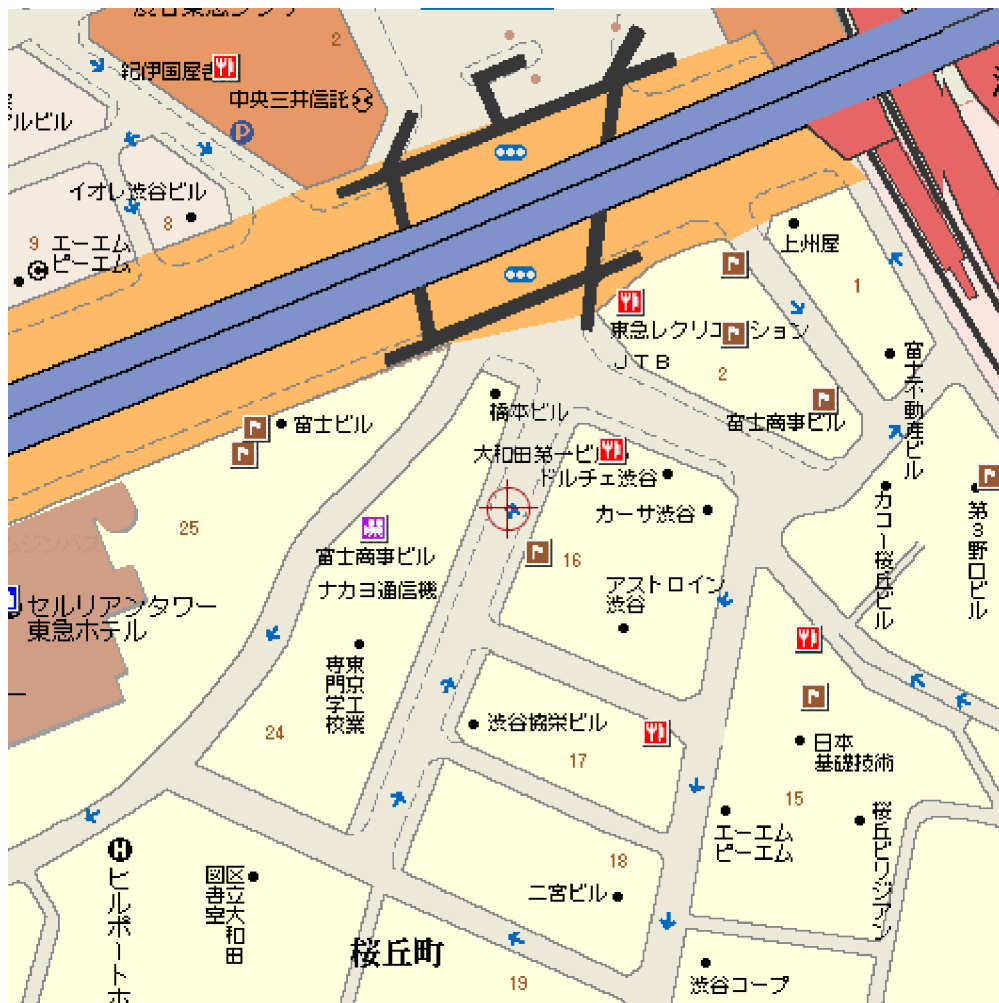 2
紀伊国屋書
中央三井信託
P
ルビル
イオレ渋谷ビル
8
9
エーエム
ピーエム
C
上州屋
1
東急レクリエーション
JTB
2
富士不動産ビル
富士商事ビル
富士ビル
橋本ビル
大和田第一ビル
ドルチェ渋谷
カーサ渋谷
カコー桜丘ビル
第3野口ビル
25
富士商事ビル
ナカヨ通信機
16
アストロイン
渋谷
セルリアンタワー
東急ホテル
東京工業
専門学校
24
渋谷協栄ビル
17
日本
基礎技術
15
エーエム
ピーエム
桜丘ビリジアン
18
二宮ビル
H
ヒルポートホ
区立大和田
図書室
桜丘町
19
渋谷コープ